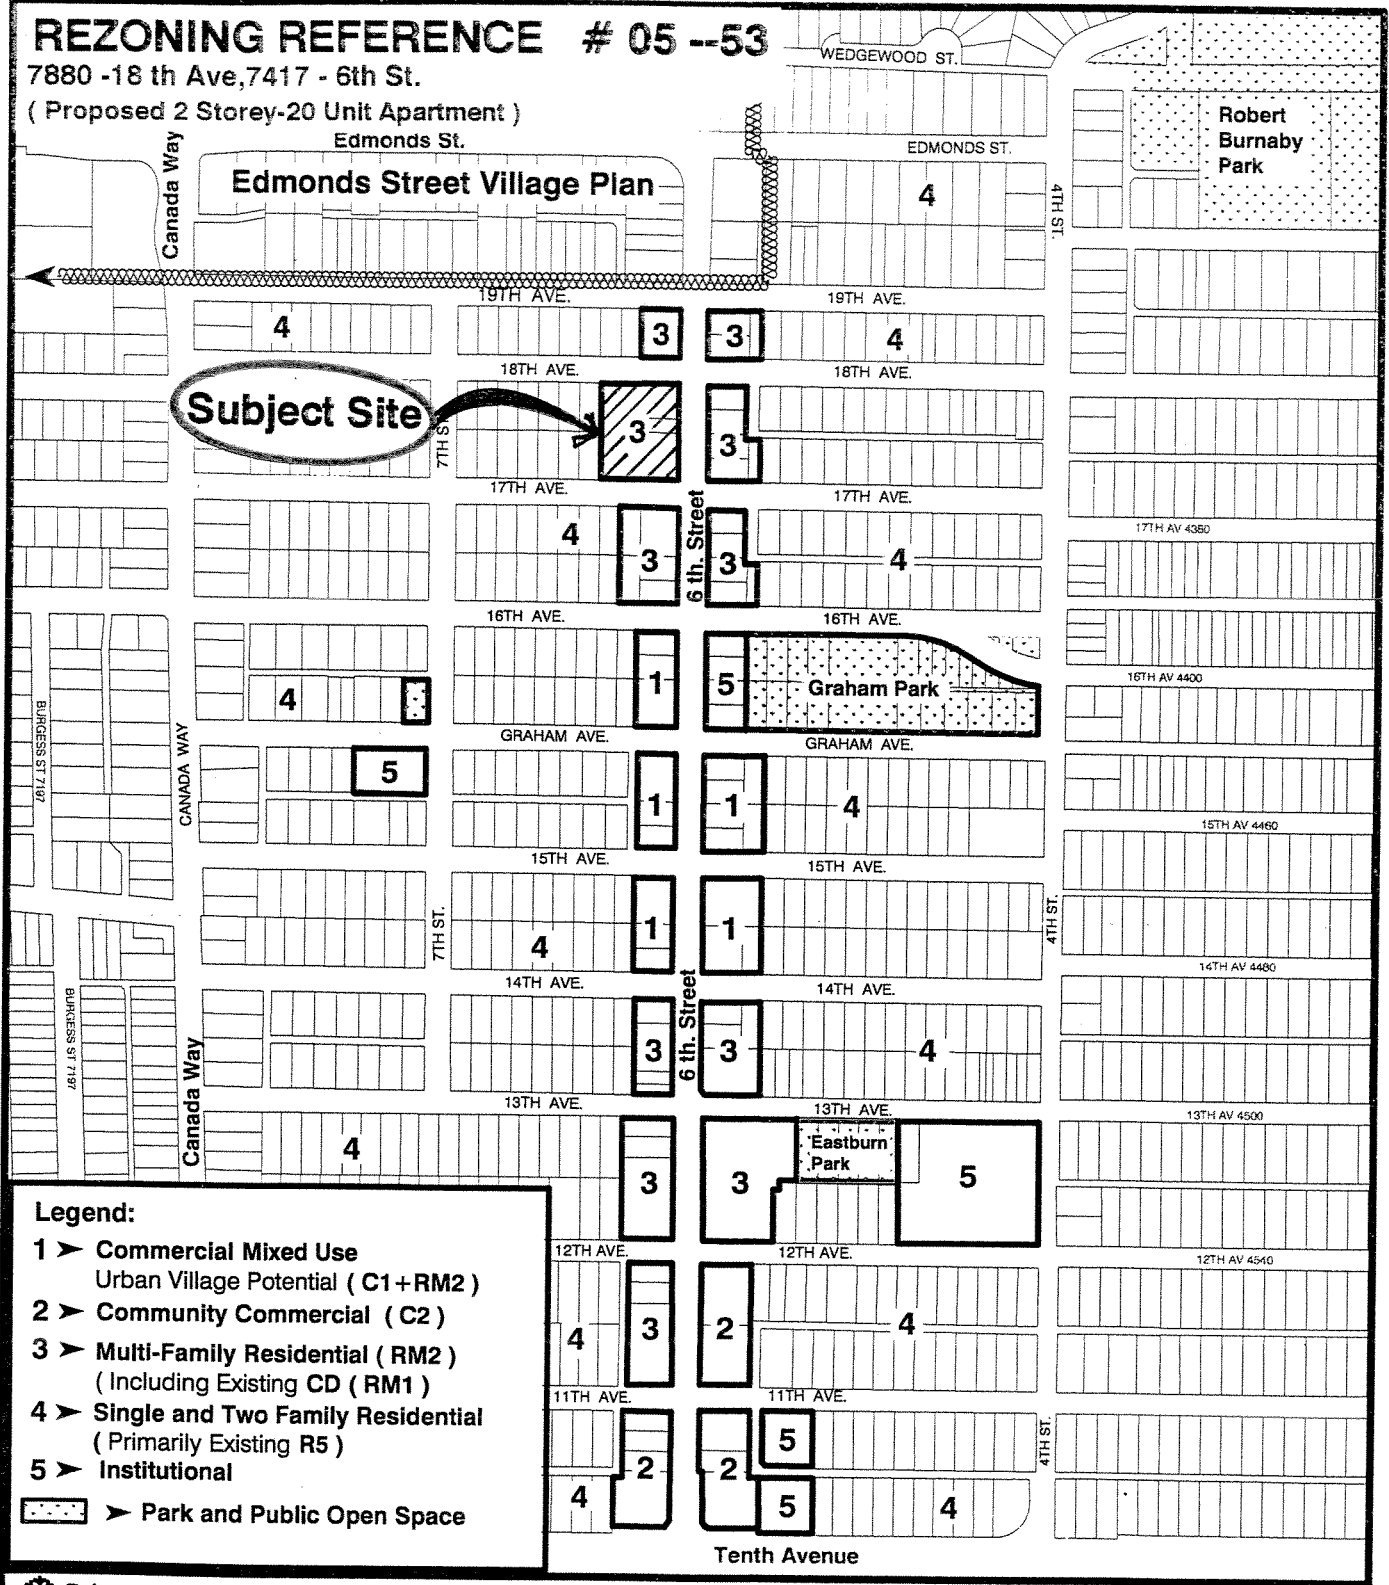 REZONING REFERENCE # 05 --53
7880 -18 th Ave,7417 - 6th St.
( Proposed 2 Storey-20 Unit Apartment )
WEDGEWOOD ST.
Robert
Burnaby
Park
Edmonds St.
EDMONDS ST.
Canada Way
Edmonds Street Village Plan
4
4TH ST.
19TH AVE.
19TH AVE.
4
3
3
4
18TH AVE.
18TH AVE.
Subject Site
7TH ST
3
3
17TH AVE.
17TH AVE.
6 th. Street
17TH AV 4360
4
3
3
4
16TH AVE.
16TH AVE.
4
1
5
Graham Park
16TH AV 4400
BURGESS ST 7197
CANADA WAY
GRAHAM AVE.
GRAHAM AVE.
5
1
1
4
15TH AV 4460
15TH AVE.
15TH AVE.
7TH ST.
4
1
1
4TH ST.
14TH AV 4480
14TH AVE.
14TH AVE.
6 th. Street
BURGESS ST 7197
Canada Way
3
3
4
13TH AVE.
13TH AVE.
13TH AV 4500
4
3
3
Eastburn
Park
5
12TH AVE.
12TH AVE.
12TH AV 4540
4
3
2
4
11TH AVE.
11TH AVE.
4TH ST.
2
2
5
4
5
4
Tenth Avenue
Legend:
1 ➤ Commercial Mixed Use
Urban Village Potential ( C1+RM2 )
2 ➤ Community Commercial ( C2 )
3 ➤ Multi-Family Residential ( RM2 )
( Including Existing CD ( RM1 )
4 ➤ Single and Two Family Residential
( Primarily Existing R5 )
5 ➤ Institutional
➤ Park and Public Open Space